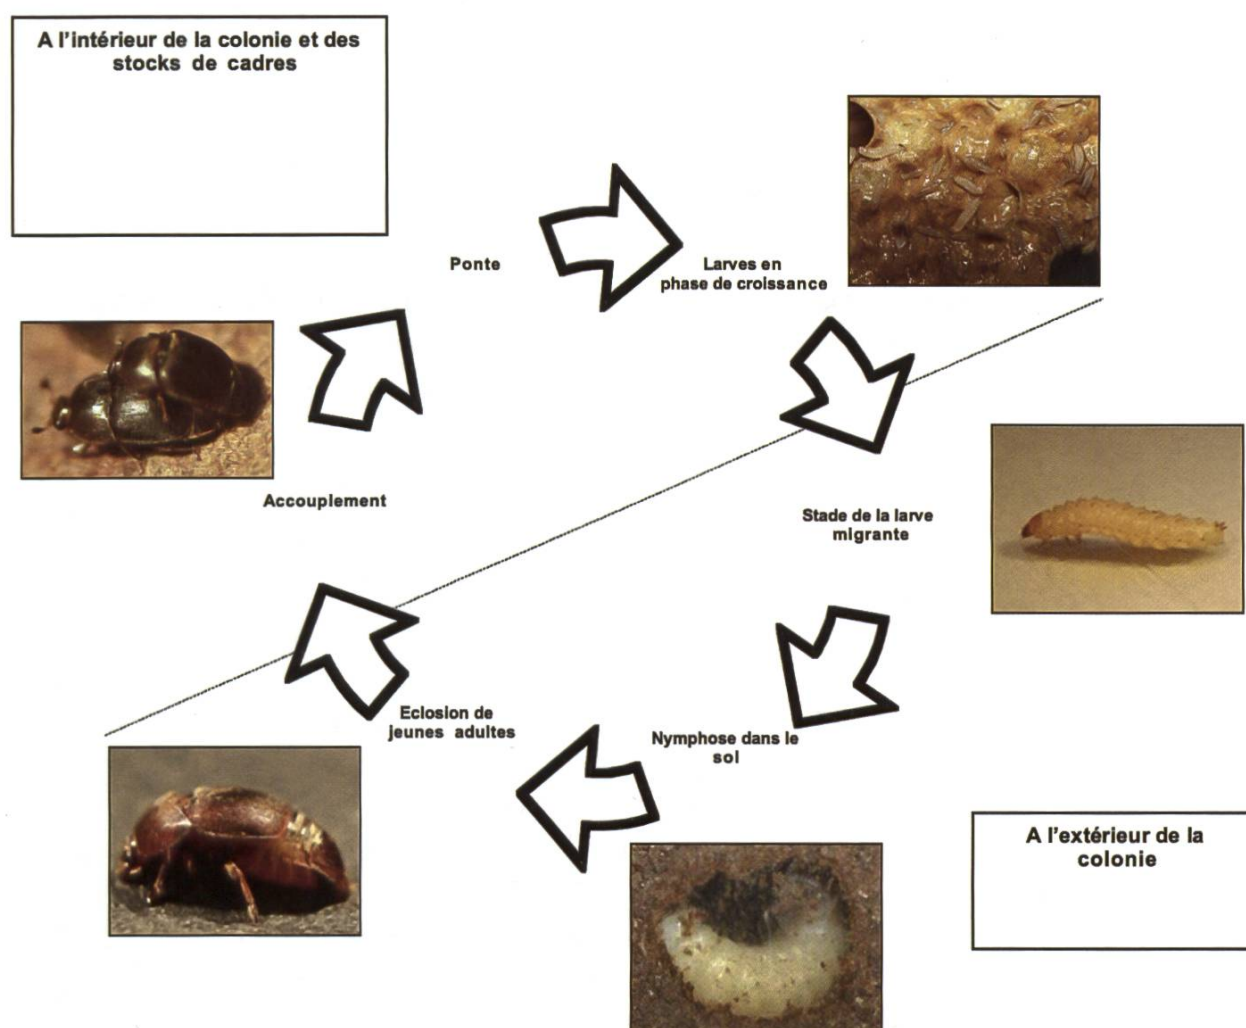 A l'intérieur de la colonie et des
stocks de cadres
Ponte
Larves en
phase de croissance
Accouplement
Stade de la larve
migrante
Eclosion de
jeunes adultes
Nymphose dans le
sol
A l'extérieur de la
colonie